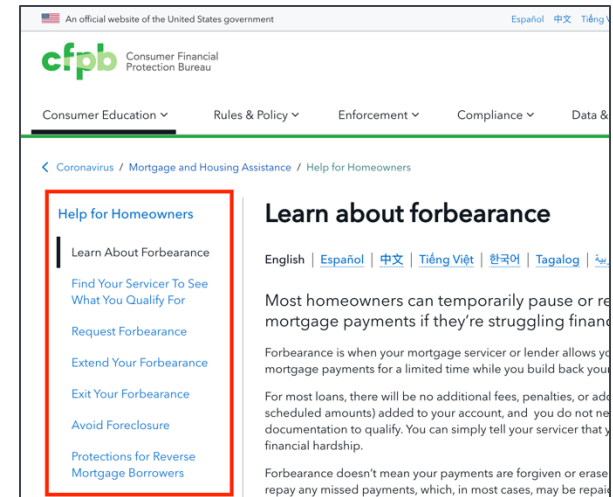 An official website of the United States government
Español 中文 Tiếng
cfpb Consumer Financial
Protection Bureau
Consumer Education Rules & Policy Enforcement Compliance Data &
Coronavirus / Mortgage and Housing Assistance / Help for Homeowners
Help for Homeowners
Learn About Forbearance
Find Your Servicer To See
What You Qualify For
Request Forbearance
Extend Your Forbearance
Exit Your Forbearance
Avoid Foreclosure
Protections for Reverse
Mortgage Borrowers
Learn about forbearance
English | Español | 中文 | Tiếng Việt | 한국어 | Tagalog |
Most homeowners can temporarily pause or re
mortgage payments if they're struggling finan
Forbearance is when your mortgage servicer or lender allows yo
mortgage payments for a limited time while you build back your
For most loans, there will be no additional fees, penalties, or add
scheduled amounts) added to your account, and you do not ne
documentation to qualify. You can simply tell your servicer that y
financial hardship.
Forbearance doesn't mean your payments are forgiven or erase
repay any missed payments, which, in most cases, may be repaid